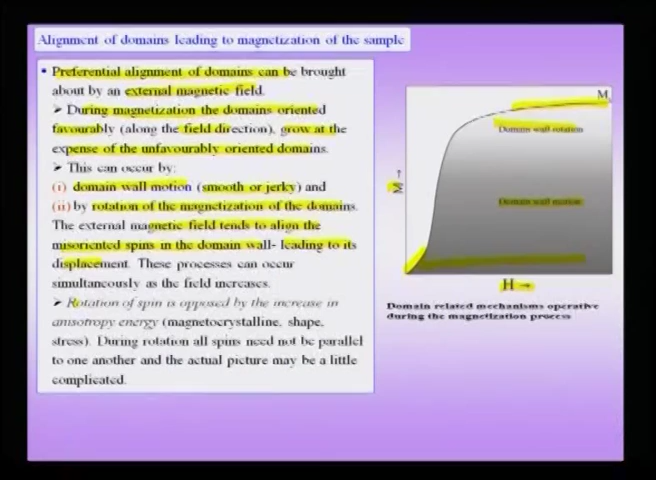 Alignment of domains leading to magnetization of the sample
• Preferential alignment of domains can be brought
about by an external magnetic field.
➢ During magnetization the domains oriented
favourably (along the field direction), grow at the
expense of the unfavourably oriented domains.
➢ This can occur by:
(i) domain wall motion (smooth or jerky) and
(ii) by rotation of the magnetization of the domains.
The external magnetic field tends to align the
misoriented spins in the domain wall- leading to its
displacement. These processes can occur
simultaneously as the field increases.
➢ Rotation of spin is opposed by the increase in
anisotropy energy (magnetocrystalline, shape,
stress). During rotation all spins need not be parallel
to one another and the actual picture may be a little
complicated.
M
Domain wall rotation
M →
Domain wall motion
H →
Domain related mechanisms operative
during the magnetization process